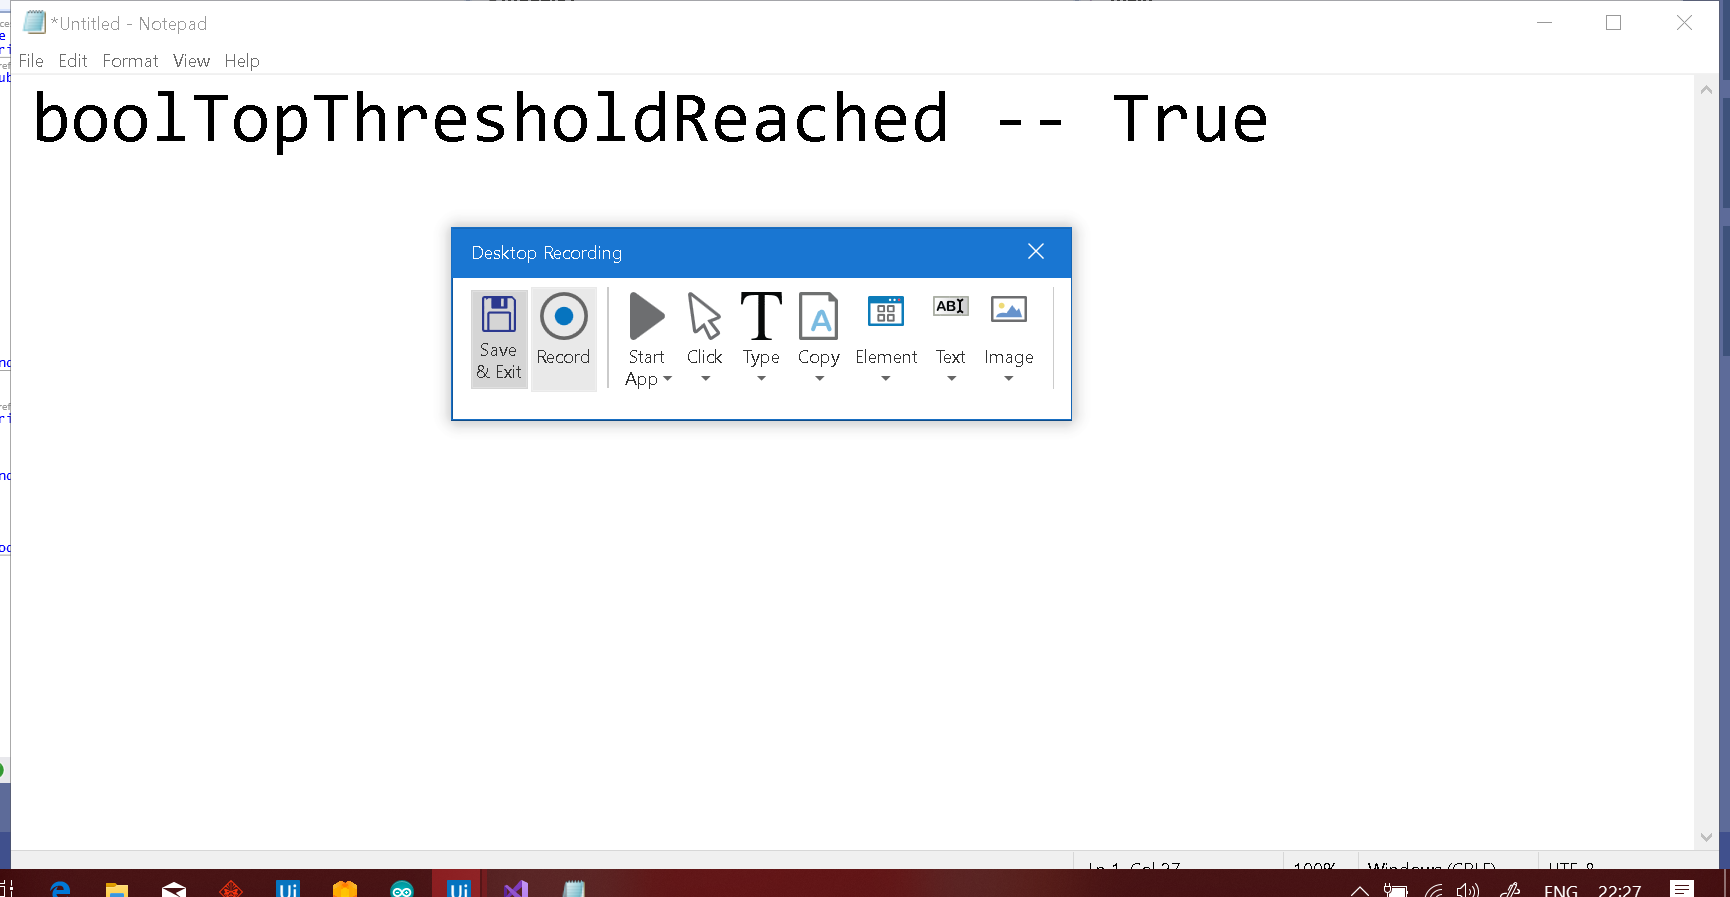 *Untitled - Notepad
File Edit Format View Help
boolTopThresholdReached -- True
Desktop Recording
Save & Exit
Record
Start App
Click
Type
Copy
Element
Text
Image
Ln 1, Col 27
100%
Windows (CRLF)
UTF-8
ENG
22:27